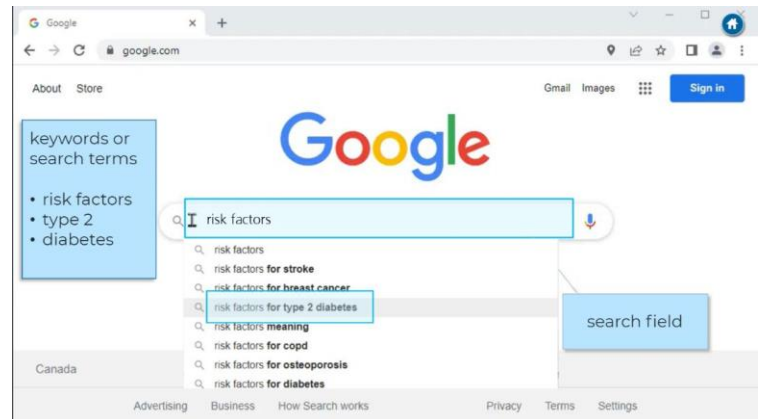 Google
google.com
About Store
Gmail Images
Sign in
keywords or
search terms
• risk factors
• type 2
• diabetes
Google
risk factors
risk factors
risk factors for stroke
risk factors for breast cancer
risk factors for type 2 diabetes
risk factors meaning
risk factors for copd
risk factors for osteoporosis
risk factors for diabetes
search field
Canada
Advertising Business How Search works
Privacy Terms Settings